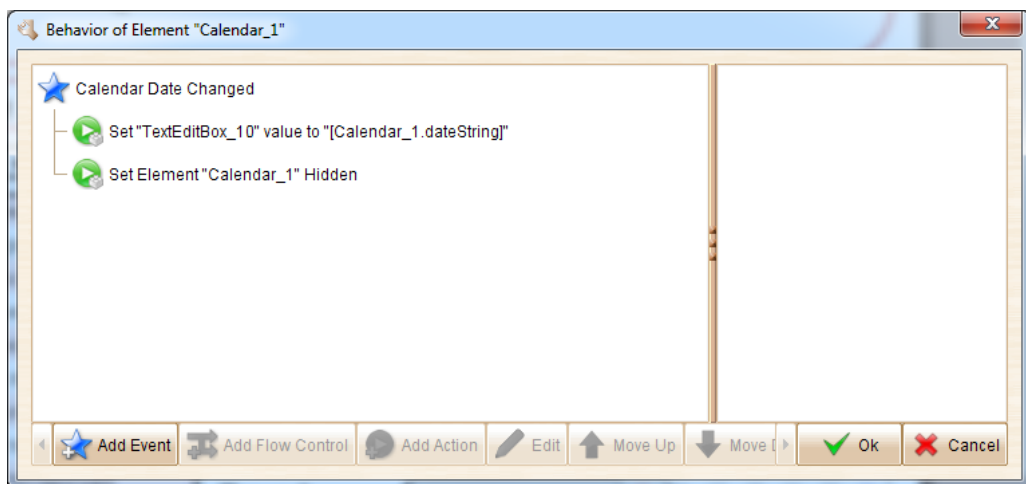 Behavior of Element "Calendar_1"
Calendar Date Changed
Set "TextEditBox_10" value to "[Calendar_1.dateString]"
Set Element "Calendar_1" Hidden
Add Event Add Flow Control Add Action Edit Move Up Move Ok Cancel